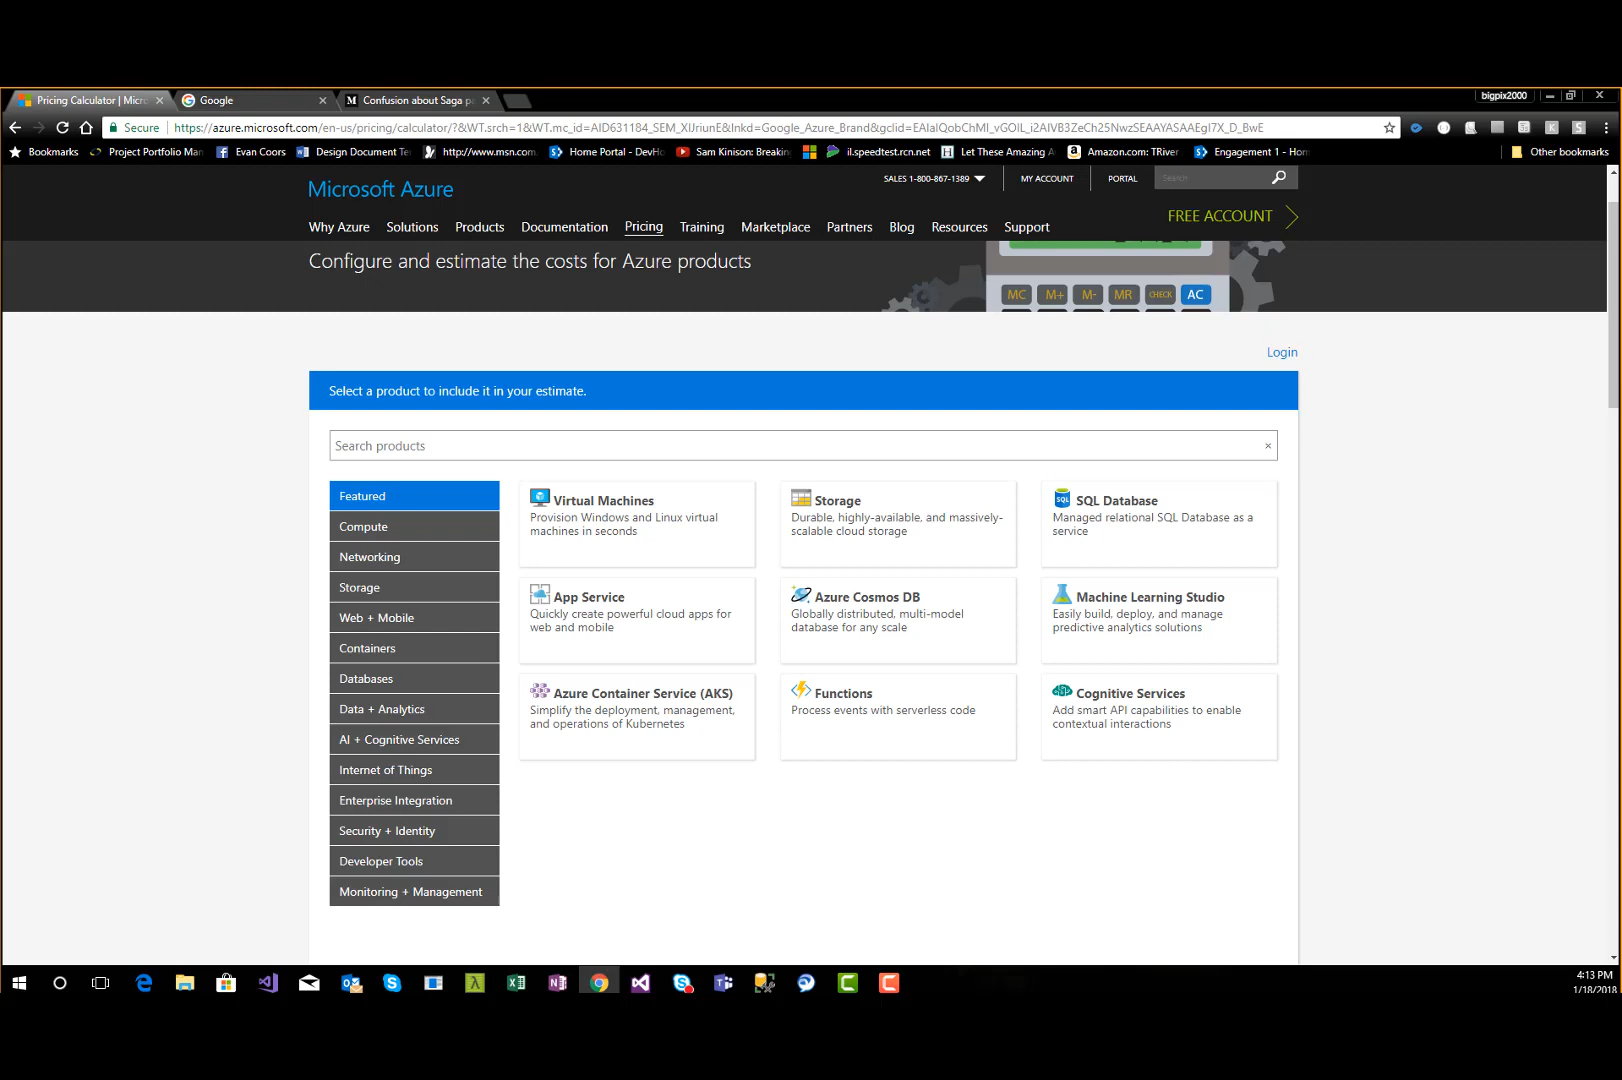 Pricing Calculator | Micro
Google
Confusion about Saga pa
bigpix2000
Secure
https://azure.microsoft.com/en-us/pricing/calculator/?&WT.srch=1&WT.mc_id=AID631184_SEM_XlJriunE&lnkd=Google_Azure_Brand&gclid=EAIaIQobChMI_vGOlL_i2AIVB3ZeCh25NwzSEAAYASAAEgI7X_D_BwE
Bookmarks
Project Portfolio Man
Evan Coors
Design Document Te
http://www.msn.com
Home Portal - DevHo
Sam Kinison: Breakin
il.speedtest.rcn.net
Let These Amazing A
Amazon.com: TRiver
Engagement 1 - Hom
Other bookmarks
SALES 1-800-867-1389
MY ACCOUNT
PORTAL
Search
Microsoft Azure
FREE ACCOUNT
Why Azure
Solutions
Products
Documentation
Pricing
Training
Marketplace
Partners
Blog
Resources
Support
Configure and estimate the costs for Azure products
MC
M+
M-
MR
CHECK
AC
Login
Select a product to include it in your estimate.
Search products
Featured
Compute
Networking
Storage
Web + Mobile
Containers
Databases
Data + Analytics
AI + Cognitive Services
Internet of Things
Enterprise Integration
Security + Identity
Developer Tools
Monitoring + Management
Virtual Machines
Provision Windows and Linux virtual
machines in seconds
Storage
Durable, highly-available, and massively-
scalable cloud storage
SQL
SQL Database
Managed relational SQL Database as a
service
App Service
Quickly create powerful cloud apps for
web and mobile
Azure Cosmos DB
Globally distributed, multi-model
database for any scale
Machine Learning Studio
Easily build, deploy, and manage
predictive analytics solutions
Azure Container Service (AKS)
Simplify the deployment, management,
and operations of Kubernetes
Functions
Process events with serverless code
Cognitive Services
Add smart API capabilities to enable
contextual interactions
4:13 PM
1/18/2018